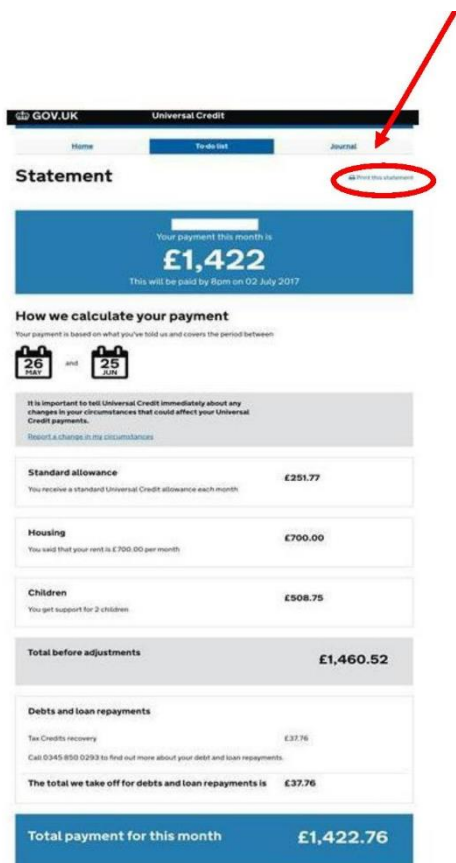 GOV.UK Universal Credit
Home To-do list Journal
Statement
Print this statement
Your payment this month is
£1,422
This will be paid by 8pm on 02 July 2017
How we calculate your payment
Your payment is based on what you've told us and covers the period between
26 MAY and 25 JUN
It is important to tell Universal Credit immediately about any
changes in your circumstances that could affect your Universal
Credit payments.
Report a change in my circumstances
Standard allowance £251.77
You receive a standard Universal Credit allowance each month
Housing £700.00
You said that your rent is £700.00 per month
Children £508.75
You get support for 2 children
Total before adjustments £1,460.52
Debts and loan repayments
Tax Credits recovery £37.76
Call 0345 850 0293 to find out more about your debt and loan repayments.
The total we take off for debts and loan repayments is £37.76
Total payment for this month £1,422.76